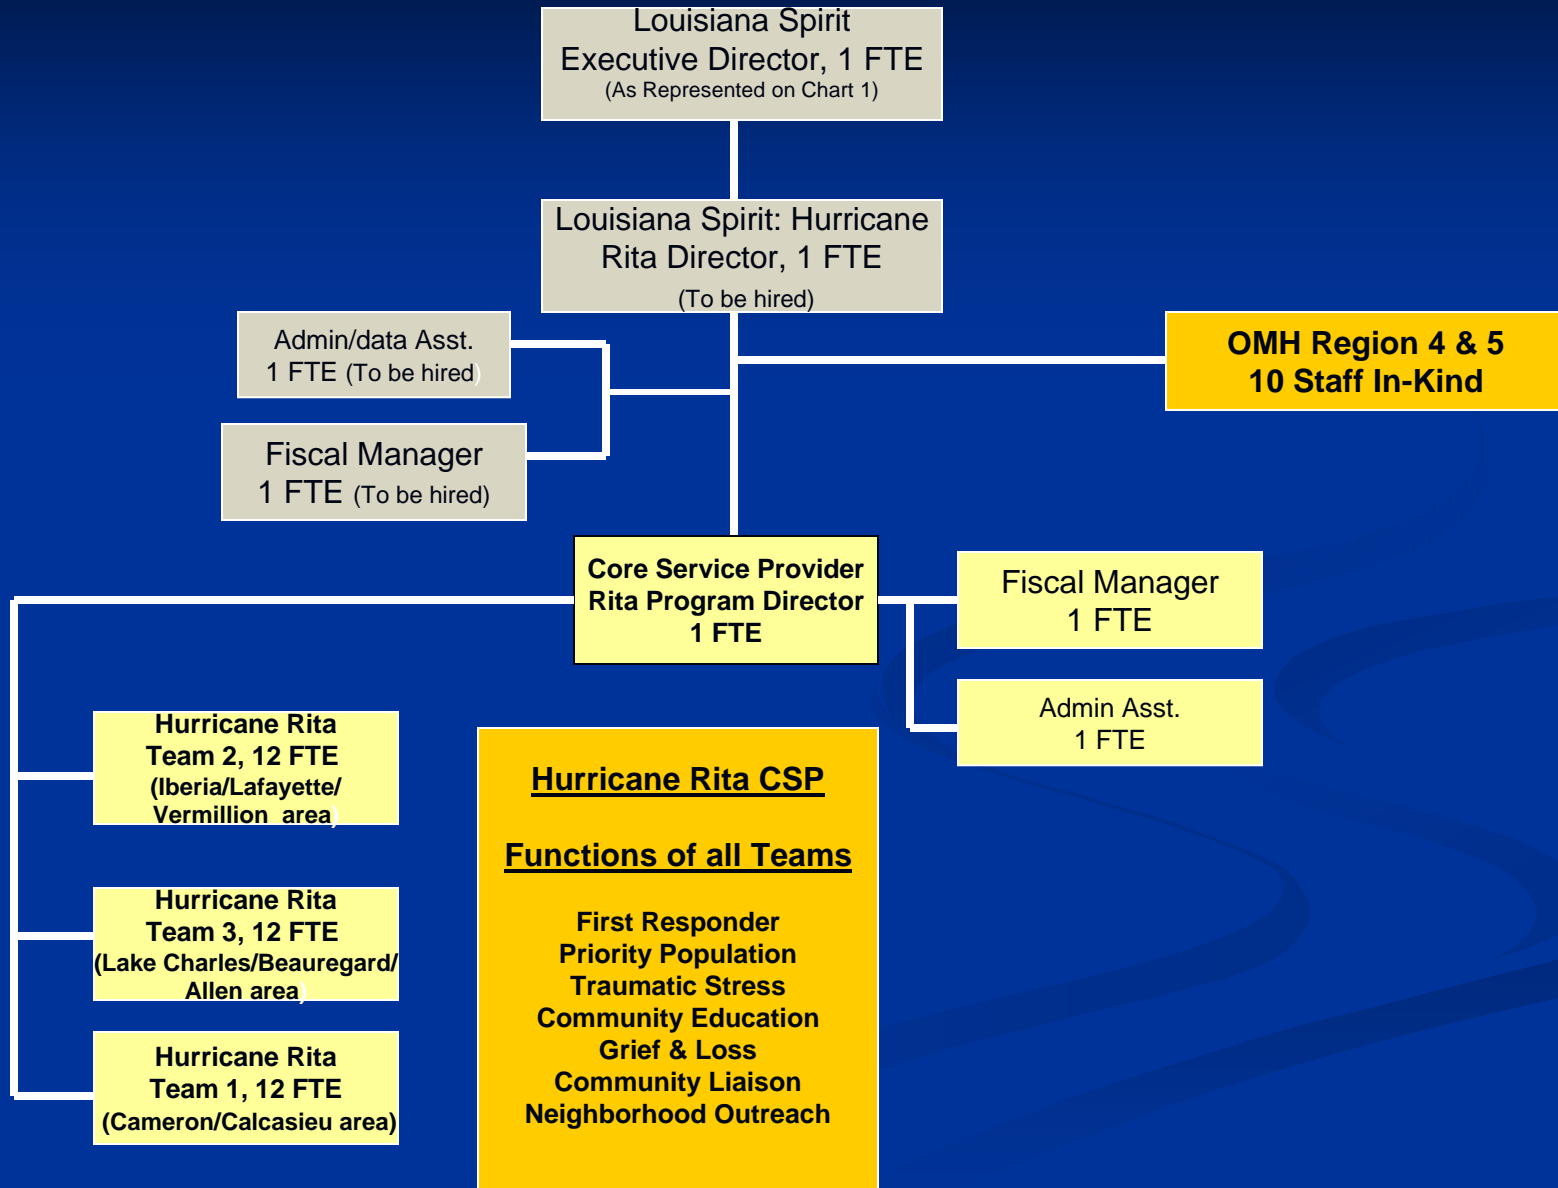 Louisiana Spirit
Executive Director, 1 FTE
(As Represented on Chart 1)
Louisiana Spirit: Hurricane
Rita Director, 1 FTE
(To be hired)
Admin/data Asst.
1 FTE (To be hired)
OMH Region 4 & 5
10 Staff In-Kind
Fiscal Manager
1 FTE (To be hired)
Core Service Provider
Rita Program Director
1 FTE
Fiscal Manager
1 FTE
Admin Asst.
1 FTE
Hurricane Rita
Team 2, 12 FTE
(Iberia/Lafayette/
Vermillion area)
Hurricane Rita
Team 3, 12 FTE
(Lake Charles/Beauregard/
Allen area)
Hurricane Rita
Team 1, 12 FTE
(Cameron/Calcasieu area)
Hurricane Rita CSP
Functions of all Teams
First Responder
Priority Population
Traumatic Stress
Community Education
Grief & Loss
Community Liaison
Neighborhood Outreach